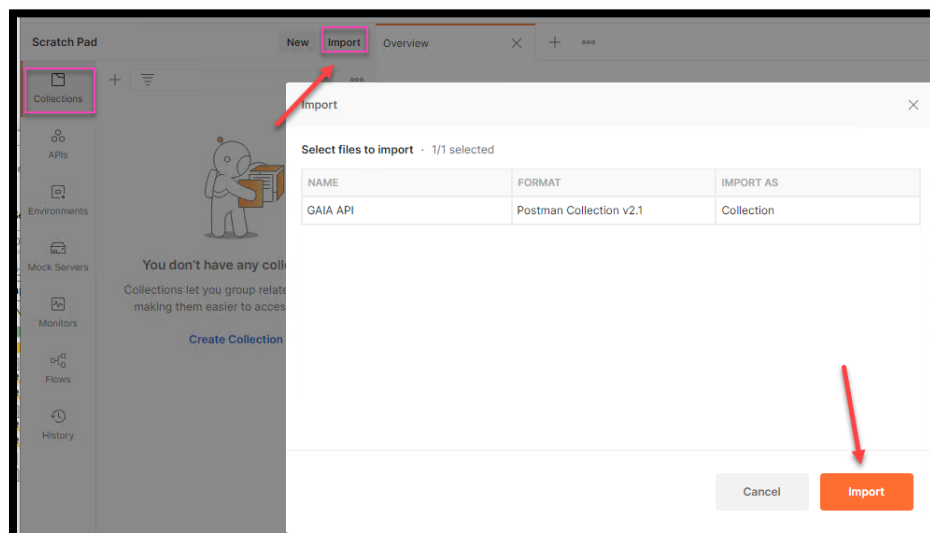 Scratch Pad
New Import Overview
Collections
APIs
Environments
Mock Servers
Monitors
Flows
History
You don't have any coll
Collections let you group relate
making them easier to acces
Create Collection
Import
Select files to import · 1/1 selected
NAME FORMAT IMPORT AS
GAIA API Postman Collection v2.1 Collection
Cancel Import